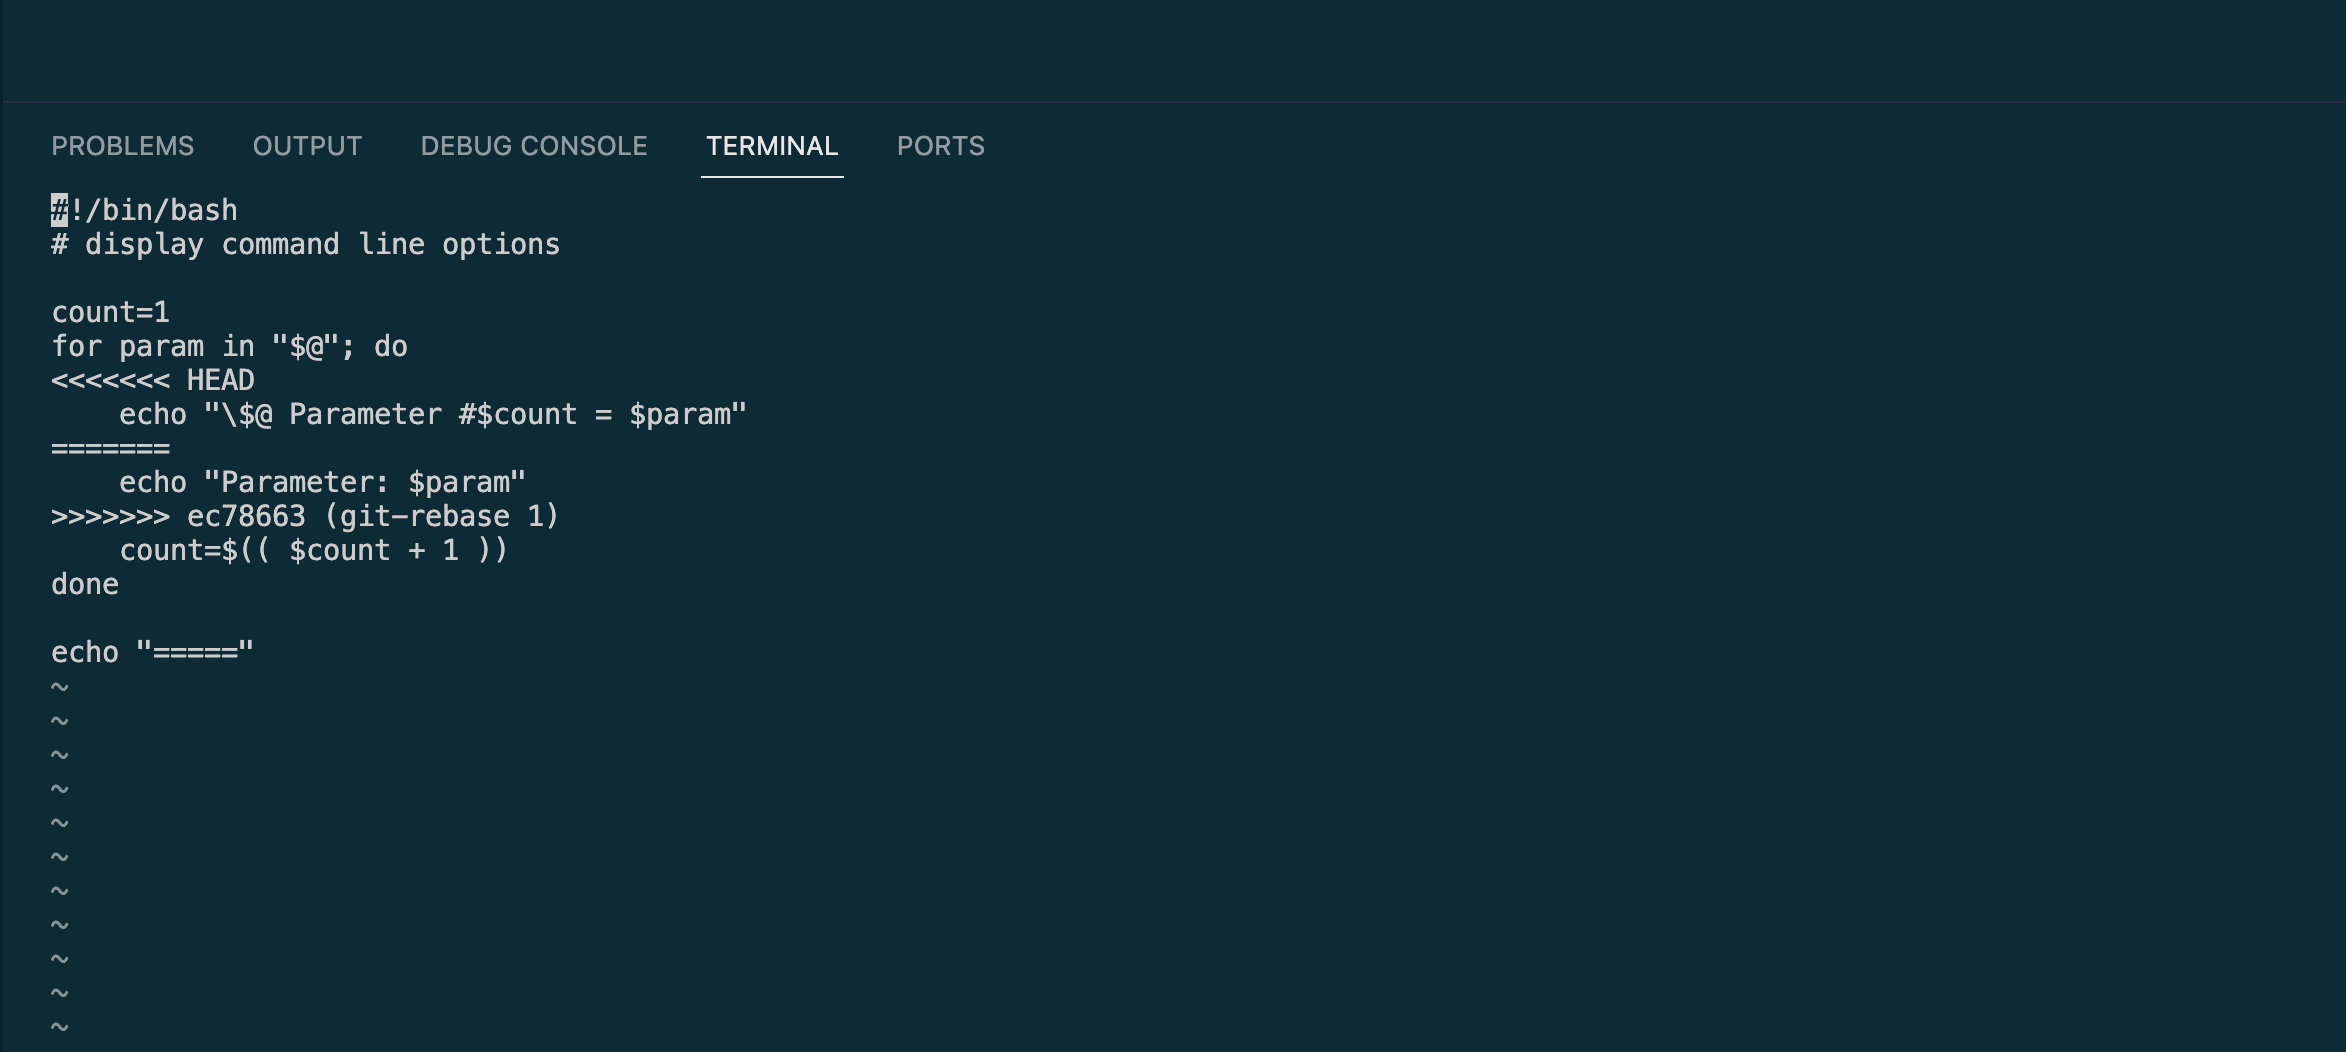 PROBLEMS OUTPUT DEBUG CONSOLE TERMINAL PORTS
#!/bin/bash
# display command line options

count=1
for param in "$@"; do
<<<<<<< HEAD
    echo "\$@ Parameter #$count = $param"
=======
    echo "Parameter: $param"
>>>>>>> ec78663 (git-rebase 1)
    count=$(( $count + 1 ))
done

echo "====="
~
~
~
~
~
~
~
~
~
~
~